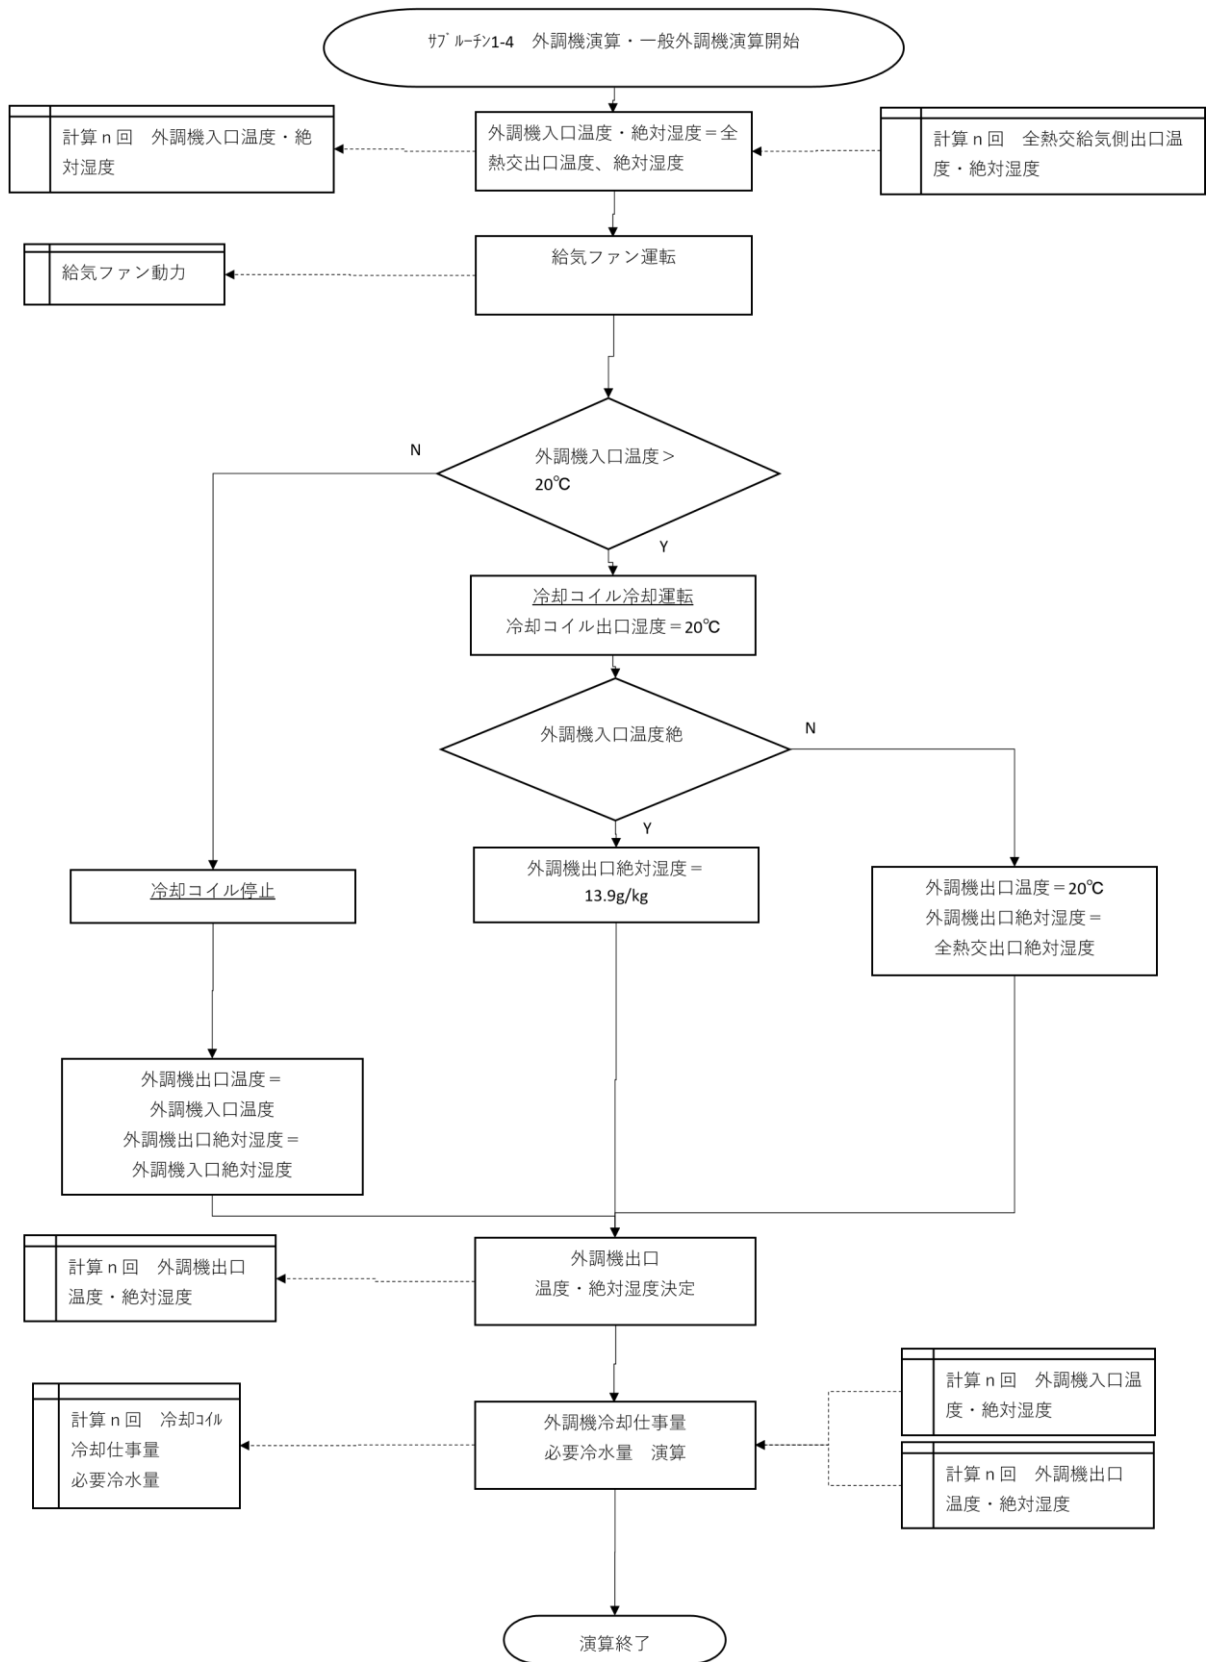 ｻﾌﾞﾙｰﾁﾝ1-4　外調機演算・一般外調機演算開始
計算ｎ回　外調機入口温度・絶
対湿度
外調機入口温度・絶対湿度＝全
熱交出口温度、絶対湿度
計算ｎ回　全熱交給気側出口温
度・絶対湿度
給気ファン動力
給気ファン運転
N
外調機入口温度＞
20℃
Y
冷却コイル冷却運転
冷却コイル出口湿度＝20℃
外調機入口温度絶
N
Y
冷却コイル停止
外調機出口絶対湿度＝
13.9g/kg
外調機出口温度＝20℃
外調機出口絶対湿度＝
全熱交出口絶対湿度
外調機出口温度＝
外調機入口温度
外調機出口絶対湿度＝
外調機入口絶対湿度
計算ｎ回　外調機出口
温度・絶対湿度
外調機出口
温度・絶対湿度決定
計算ｎ回　冷却ｺｲﾙ
冷却仕事量
必要冷水量
外調機冷却仕事量
必要冷水量　演算
計算ｎ回　外調機入口温
度・絶対湿度
計算ｎ回　外調機出口
温度・絶対湿度
演算終了